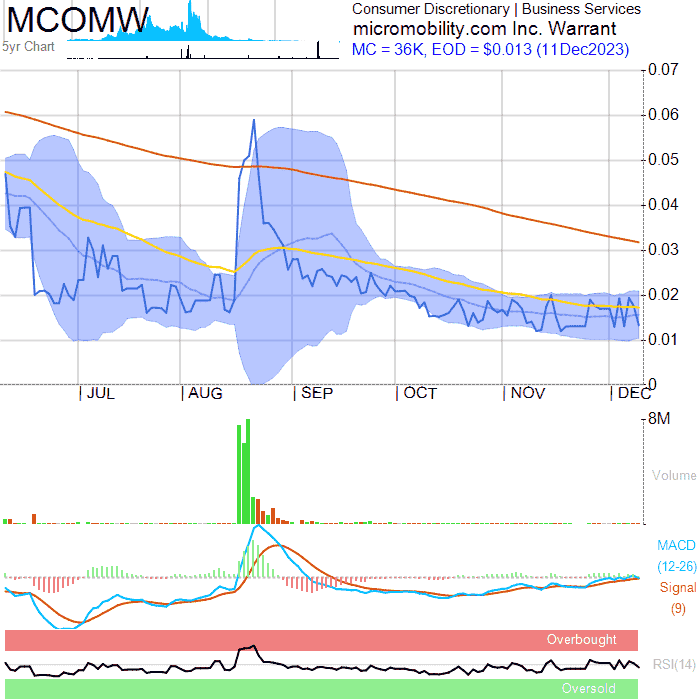 MCOMW
Consumer Discretionary | Business Services
micromobility.com Inc. Warrant
5yr Chart
MC = 36K, EOD = $0.013 (11Dec2023)
0.07
0.06
0.05
0.04
0.03
0.02
0.01
0
| JUL | AUG | SEP | OCT | NOV | DEC
8M
Volume
MACD
(12-26)
Signal
(9)
Overbought
RSI(14)
Oversold